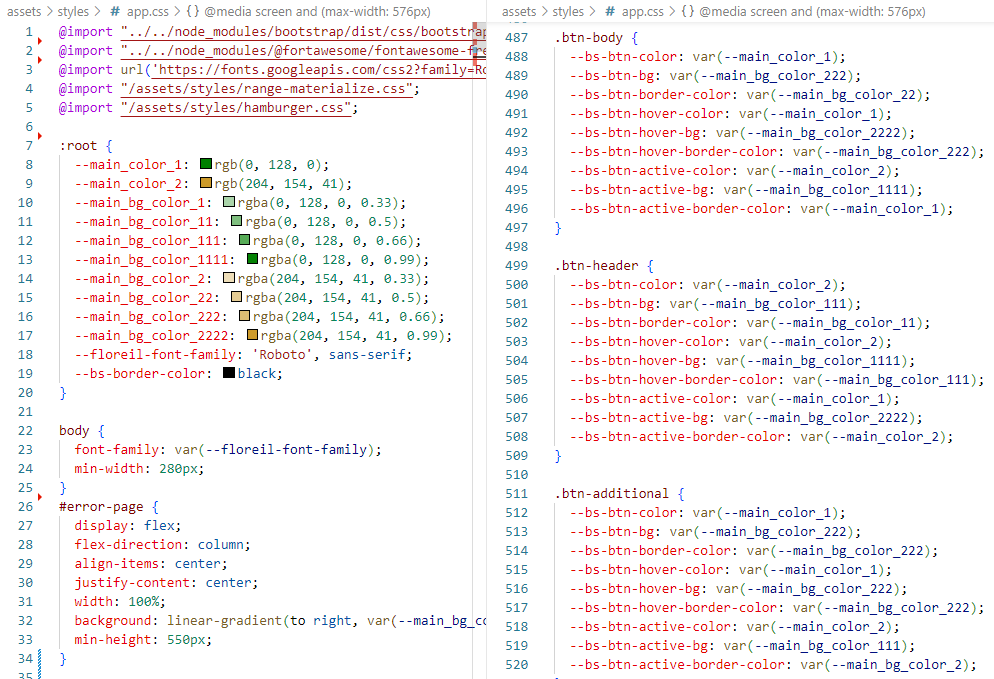 assets > styles > # app.css > {} @media screen and (max-width: 576px)
1 @import "../../node_modules/bootstrap/dist/css/bootstrap
2 @import "../../node_modules/@fortawesome/fontawesome-fre
3 @import url('https://fonts.googleapis.com/css2?family=Ro
4 @import "/assets/styles/range-materialize.css";
5 @import "/assets/styles/hamburger.css";
6
7 :root {
8 --main_color_1: rgb(0, 128, 0);
9 --main_color_2: rgb(204, 154, 41);
10 --main_bg_color_1: rgba(0, 128, 0, 0.33);
11 --main_bg_color_11: rgba(0, 128, 0, 0.5);
12 --main_bg_color_111: rgba(0, 128, 0, 0.66);
13 --main_bg_color_1111: rgba(0, 128, 0, 0.99);
14 --main_bg_color_2: rgba(204, 154, 41, 0.33);
15 --main_bg_color_22: rgba(204, 154, 41, 0.5);
16 --main_bg_color_222: rgba(204, 154, 41, 0.66);
17 --main_bg_color_2222: rgba(204, 154, 41, 0.99);
18 --floreil-font-family: 'Roboto', sans-serif;
19 --bs-border-color: black;
20 }
21
22 body {
23 font-family: var(--floreil-font-family);
24 min-width: 280px;
25 }
26 #error-page {
27 display: flex;
28 flex-direction: column;
29 align-items: center;
30 justify-content: center;
31 width: 100%;
32 background: linear-gradient(to right, var(--main_bg_co
33 min-height: 550px;
34 }
35
assets > styles > # app.css > {} @media screen and (max-width: 576px)
487 .btn-body {
488 --bs-btn-color: var(--main_color_1);
489 --bs-btn-bg: var(--main_bg_color_222);
490 --bs-btn-border-color: var(--main_bg_color_22);
491 --bs-btn-hover-color: var(--main_color_1);
492 --bs-btn-hover-bg: var(--main_bg_color_2222);
493 --bs-btn-hover-border-color: var(--main_bg_color_222);
494 --bs-btn-active-color: var(--main_color_2);
495 --bs-btn-active-bg: var(--main_bg_color_1111);
496 --bs-btn-active-border-color: var(--main_color_1);
497 }
498
499 .btn-header {
500 --bs-btn-color: var(--main_color_2);
501 --bs-btn-bg: var(--main_bg_color_111);
502 --bs-btn-border-color: var(--main_bg_color_11);
503 --bs-btn-hover-color: var(--main_color_2);
504 --bs-btn-hover-bg: var(--main_bg_color_1111);
505 --bs-btn-hover-border-color: var(--main_bg_color_111);
506 --bs-btn-active-color: var(--main_color_1);
507 --bs-btn-active-bg: var(--main_bg_color_2222);
508 --bs-btn-active-border-color: var(--main_color_2);
509 }
510
511 .btn-additional {
512 --bs-btn-color: var(--main_color_1);
513 --bs-btn-bg: var(--main_bg_color_222);
514 --bs-btn-border-color: var(--main_bg_color_222);
515 --bs-btn-hover-color: var(--main_color_1);
516 --bs-btn-hover-bg: var(--main_bg_color_222);
517 --bs-btn-hover-border-color: var(--main_bg_color_222);
518 --bs-btn-active-color: var(--main_color_2);
519 --bs-btn-active-bg: var(--main_bg_color_111);
520 --bs-btn-active-border-color: var(--main_bg_color_2);